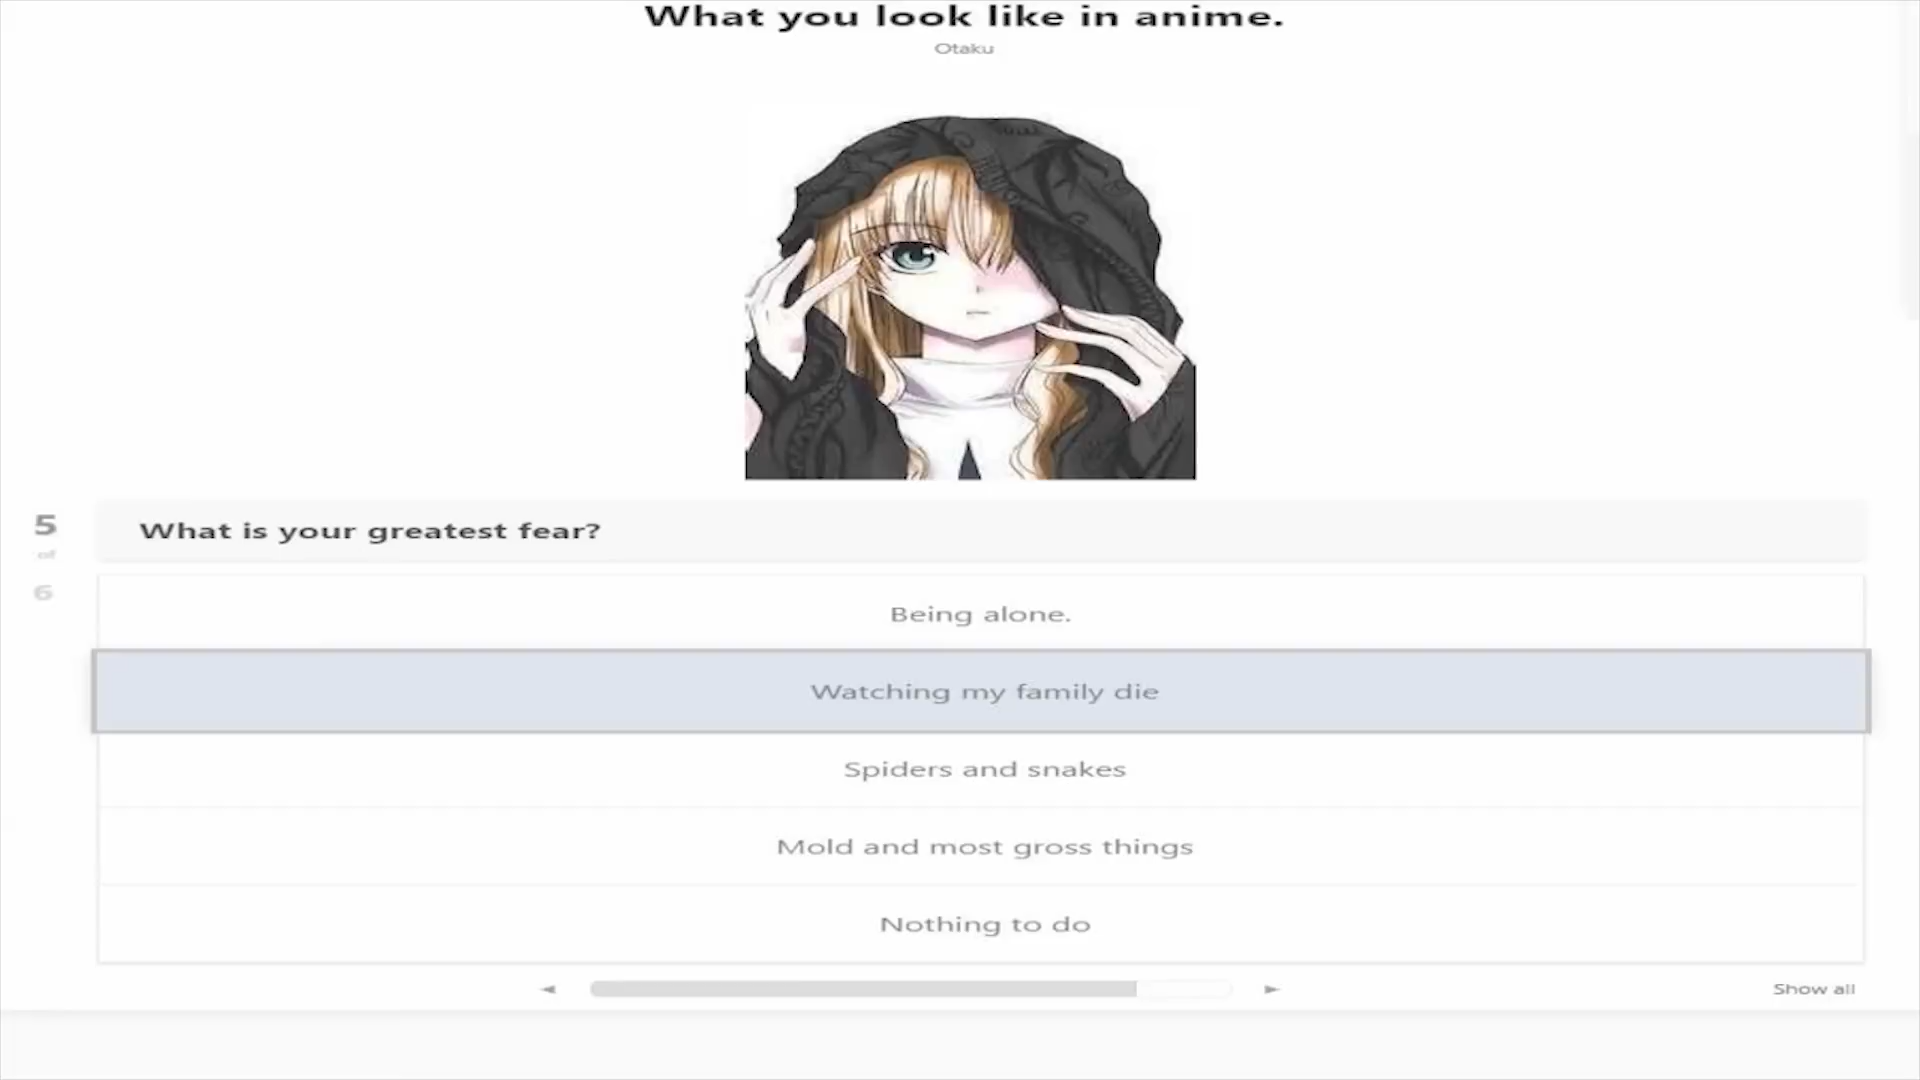 What you look like in anime.
Otaku
5
of
6
What is your greatest fear?
Being alone.
Watching my family die
Spiders and snakes
Mold and most gross things
Nothing to do
Show all